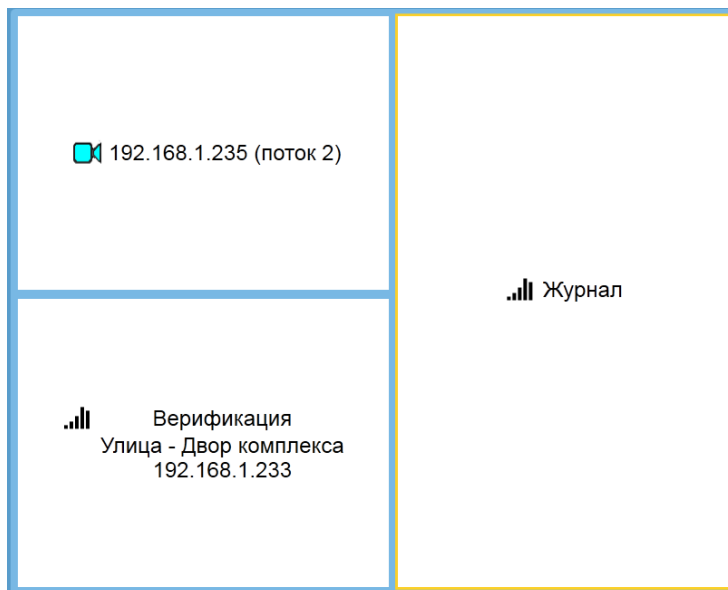 192.168.1.235 (поток 2)
Верификация
Улица - Двор комплекса
192.168.1.233
Журнал